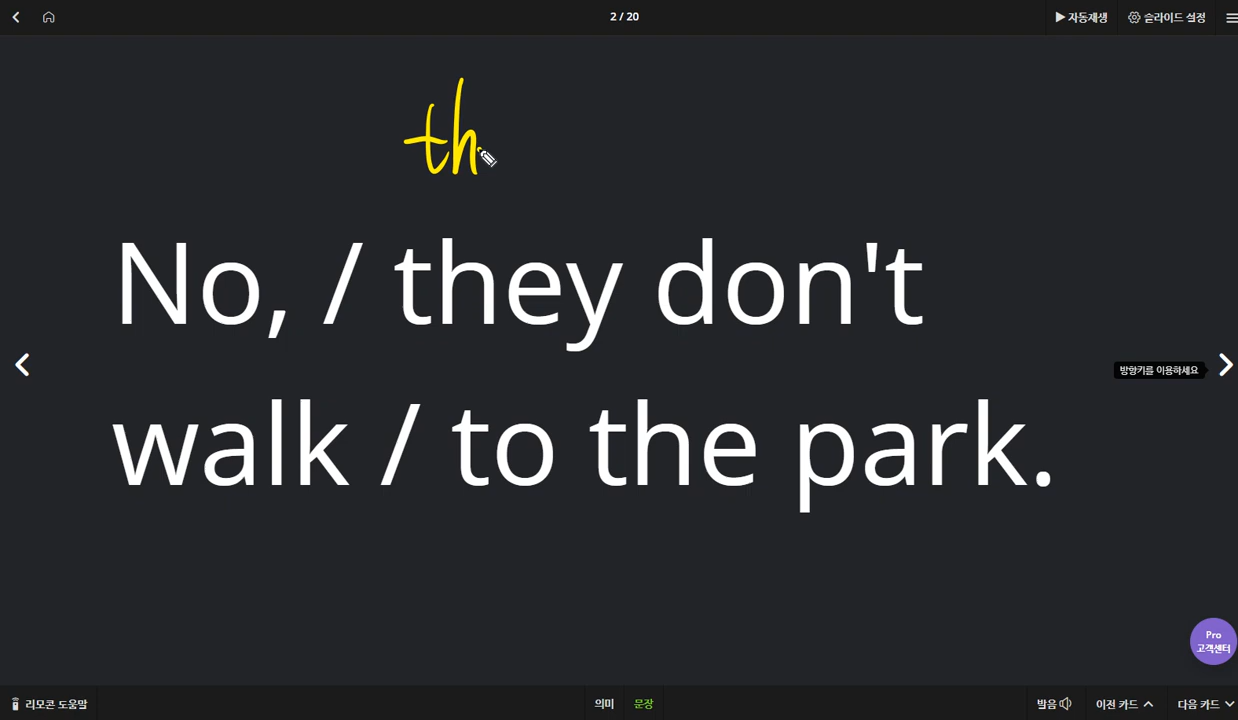 2 / 20
자동재생
슬라이드 설정
th
No, / they don't
walk / to the park.
방향키를 이용하세요
Pro
고객센터
리모콘 도움말
의미
문장
발음
이전 카드
다음 카드